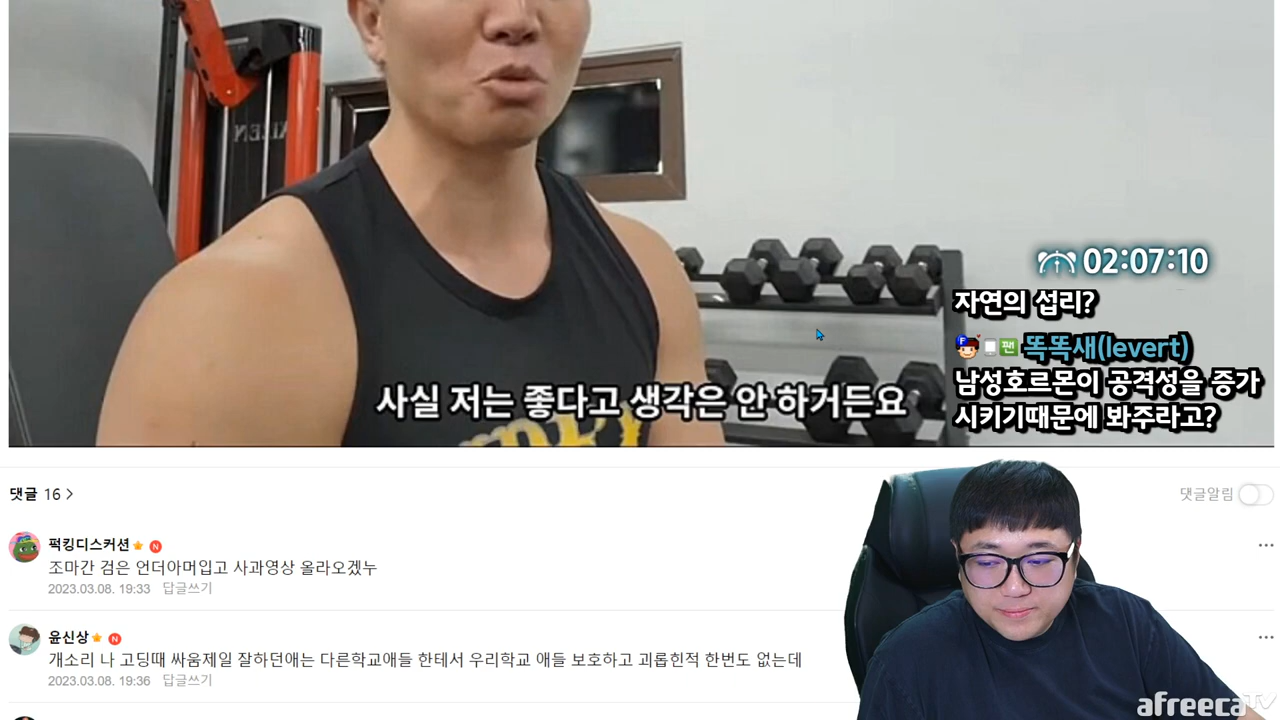 02:07:10
자연의 섭리?
똑똑새(levert)
남성호르몬이 공격성을 증가
시키기때문에 봐주라고?
사실 저는 좋다고 생각은 안 하거든요
댓글 16 >
댓글알림
퍽킹디스커션
조마간 검은 언더아머입고 사과영상 올라오겠누
2023.03.08. 19:33 답글쓰기
윤신상
개소리 나 고딩때 싸움제일 잘하던애는 다른학교애들 한테서 우리학교 애들 보호하고 괴롭힌적 한번도 없는데
2023.03.08. 19:36 답글쓰기
afreecaTV